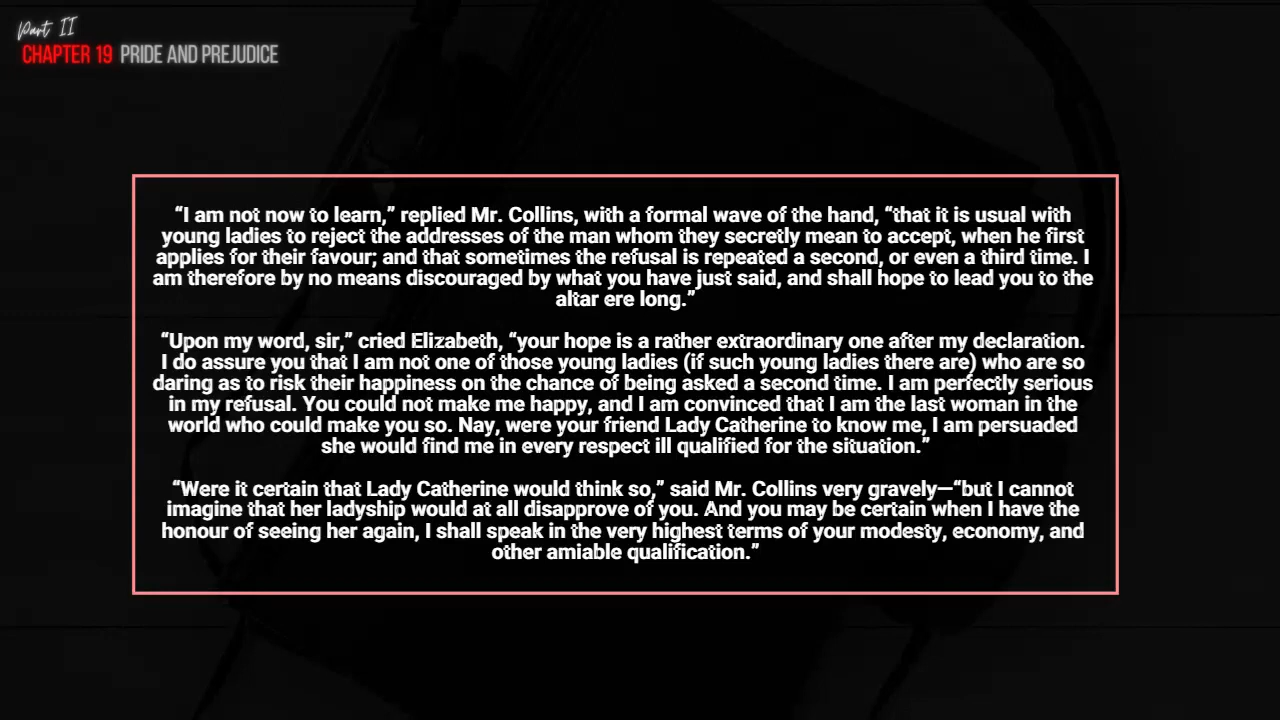 Part II
CHAPTER 19 PRIDE AND PREJUDICE
“I am not now to learn,” replied Mr. Collins, with a formal wave of the hand, “that it is usual with
young ladies to reject the addresses of the man whom they secretly mean to accept, when he first
applies for their favour; and that sometimes the refusal is repeated a second, or even a third time. I
am therefore by no means discouraged by what you have just said, and shall hope to lead you to the
altar ere long.”
“Upon my word, sir,” cried Elizabeth, “your hope is a rather extraordinary one after my declaration.
I do assure you that I am not one of those young ladies (if such young ladies there are) who are so
daring as to risk their happiness on the chance of being asked a second time. I am perfectly serious
in my refusal. You could not make me happy, and I am convinced that I am the last woman in the
world who could make you so. Nay, were your friend Lady Catherine to know me, I am persuaded
she would find me in every respect ill qualified for the situation.”
“Were it certain that Lady Catherine would think so,” said Mr. Collins very gravely—“but I cannot
imagine that her ladyship would at all disapprove of you. And you may be certain when I have the
honour of seeing her again, I shall speak in the very highest terms of your modesty, economy, and
other amiable qualification.”